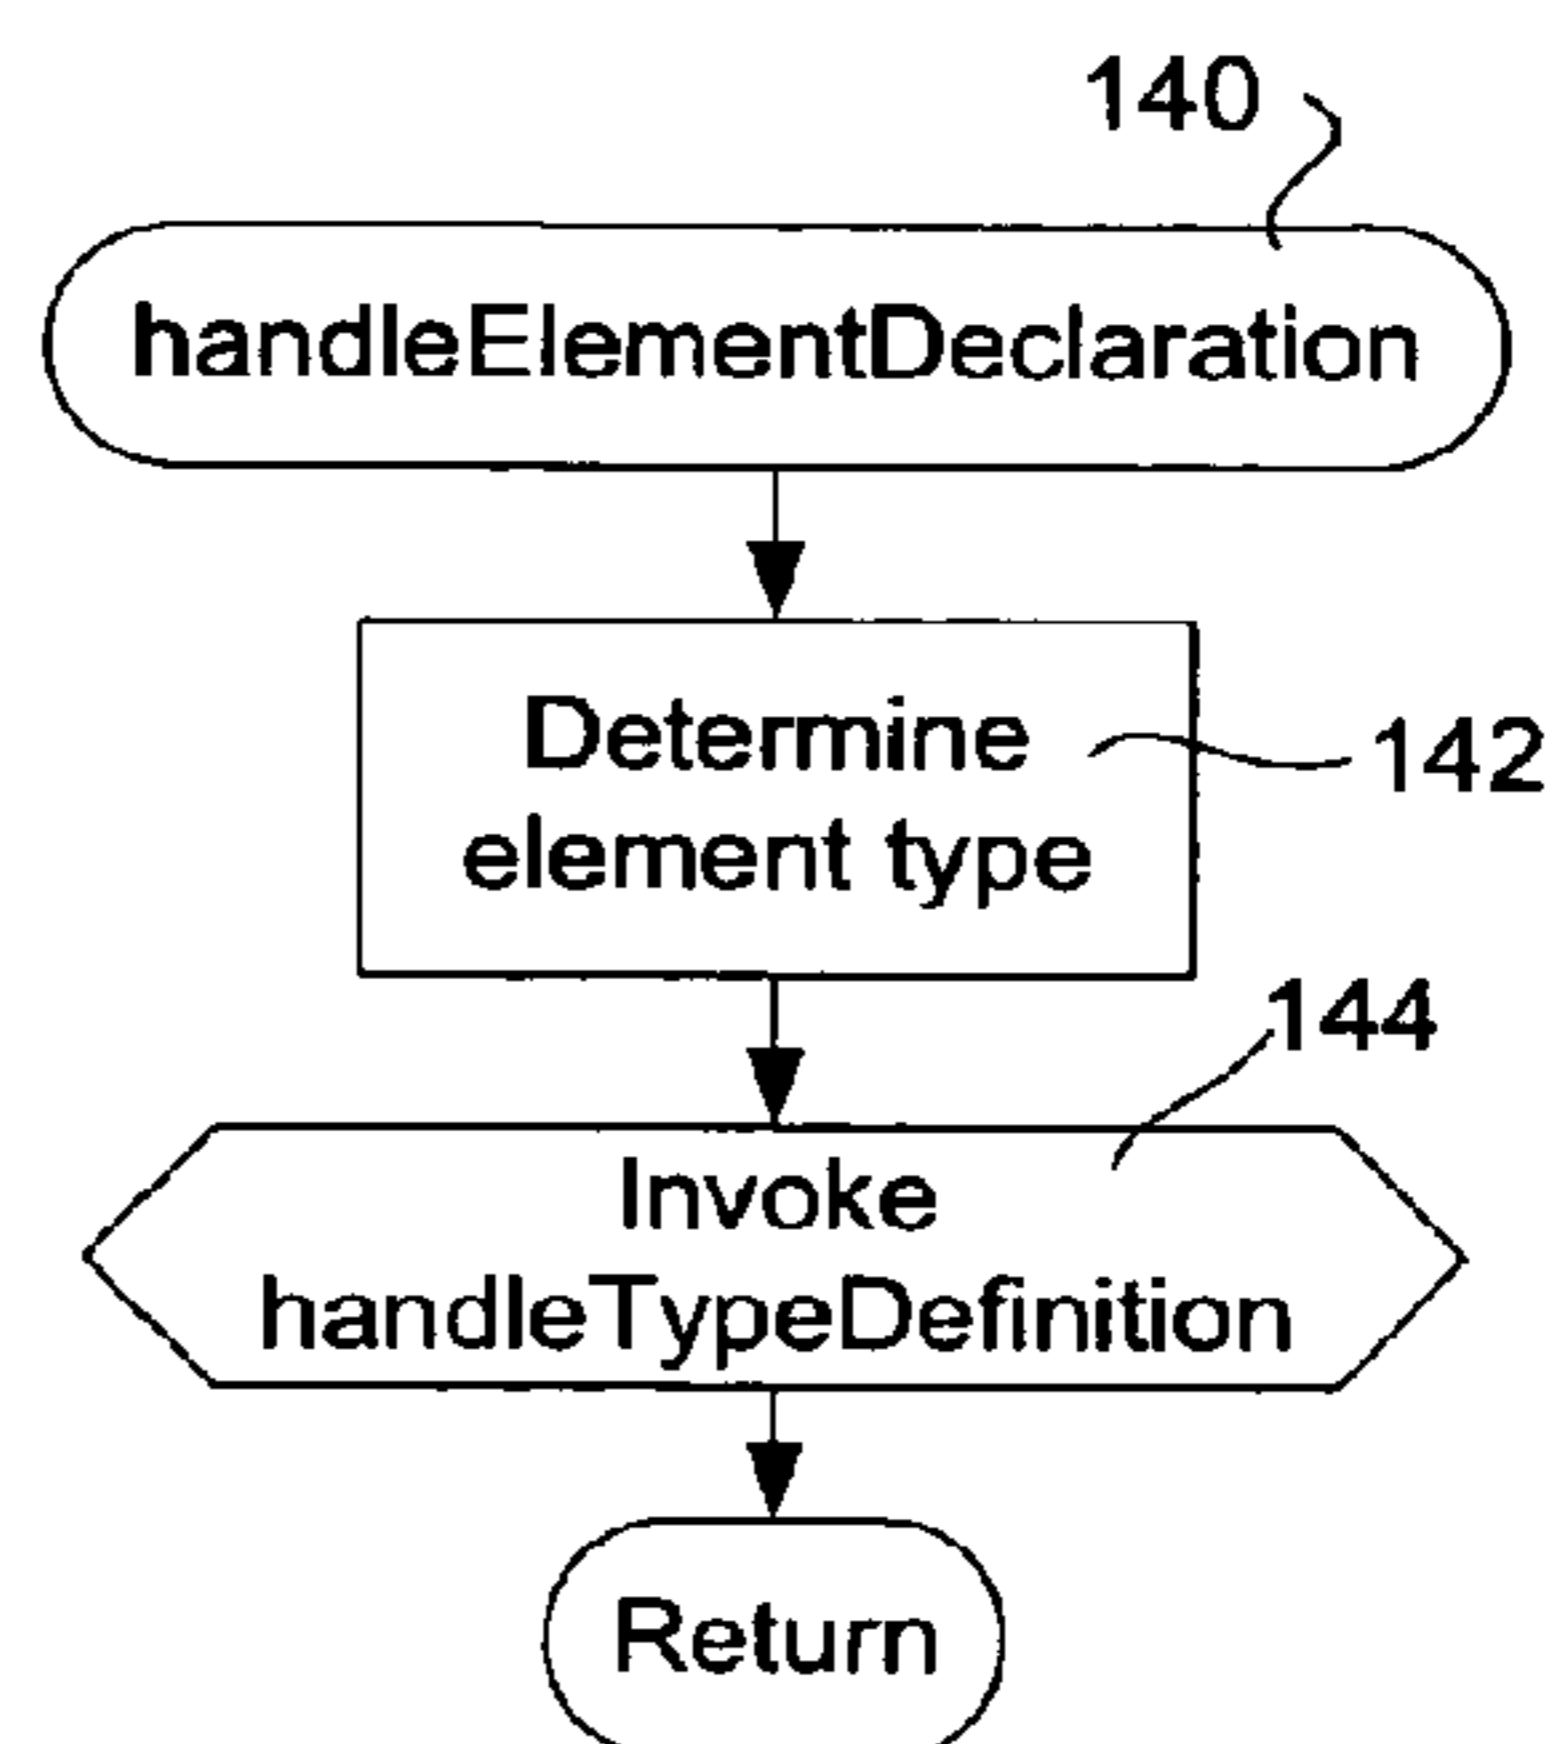 140
handleElementDeclaration
Determine
element type
142
144
Invoke
handleTypeDefinition
Return